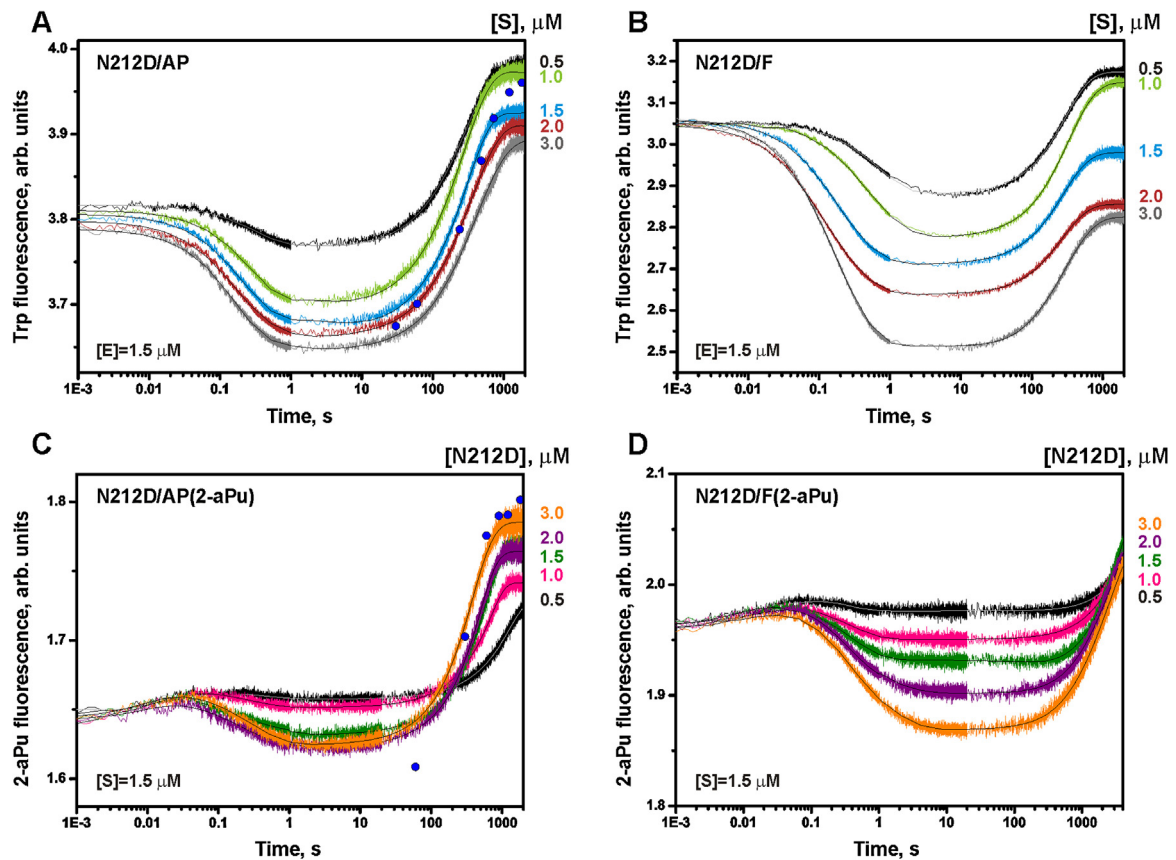 A
[S], μM
N212D/AP
4.0
3.9
3.8
3.7
0.5
1.0
1.5
2.0
3.0
Trp fluorescence, arb. units
[E]=1.5 μM
1E-3 0.01 0.1 1 10 100 1000
Time, s
B
[S], μM
N212D/F
3.2
3.1
2.9
2.8
2.7
2.6
2.5
0.5
1.0
1.5
2.0
3.0
Trp fluorescence, arb. units
[E]=1.5 μM
1E-3 0.01 0.1 1 10 100 1000
Time, s
C
[N212D], μM
N212D/AP(2-aPu)
1.8
1.7
1.6
3.0
2.0
1.5
1.0
0.5
2-aPu fluorescence, arb. units
[S]=1.5 μM
1E-3 0.01 0.1 1 10 100 1000
Time, s
D
[N212D], μM
N212D/F(2-aPu)
2.1
2.0
1.9
1.8
3.0
2.0
1.5
1.0
0.5
2-aPu fluorescence, arb. units
[S]=1.5 μM
1E-3 0.01 0.1 1 10 100 1000
Time, s